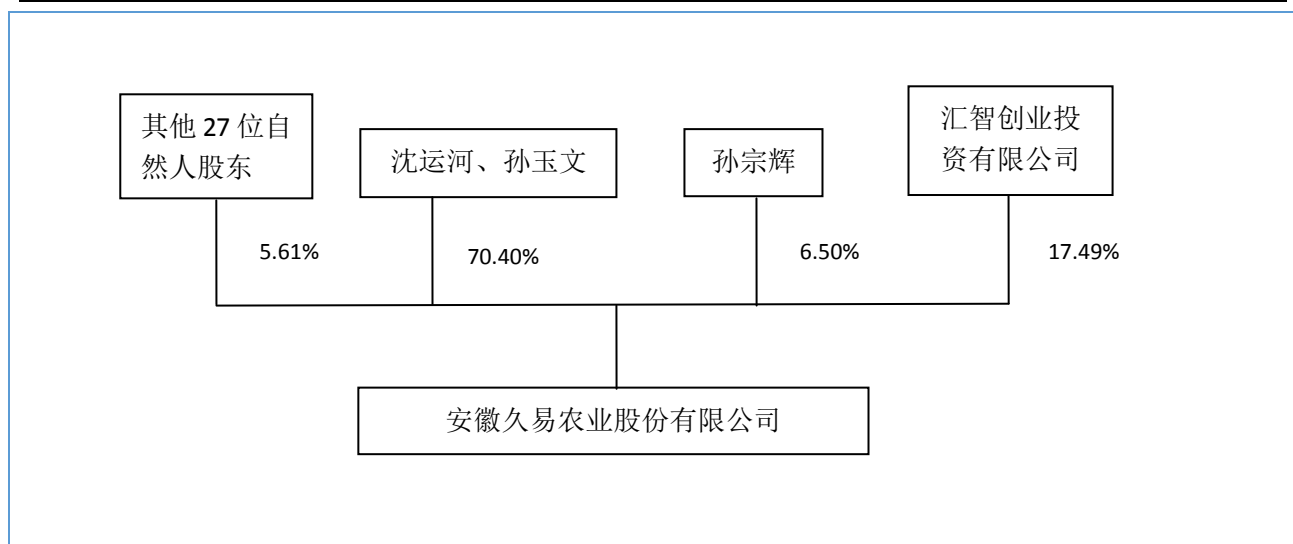 其他 27 位自
然人股东
沈运河、孙玉文
孙宗辉
汇智创业投
资有限公司
5.61%
70.40%
6.50%
17.49%
安徽久易农业股份有限公司